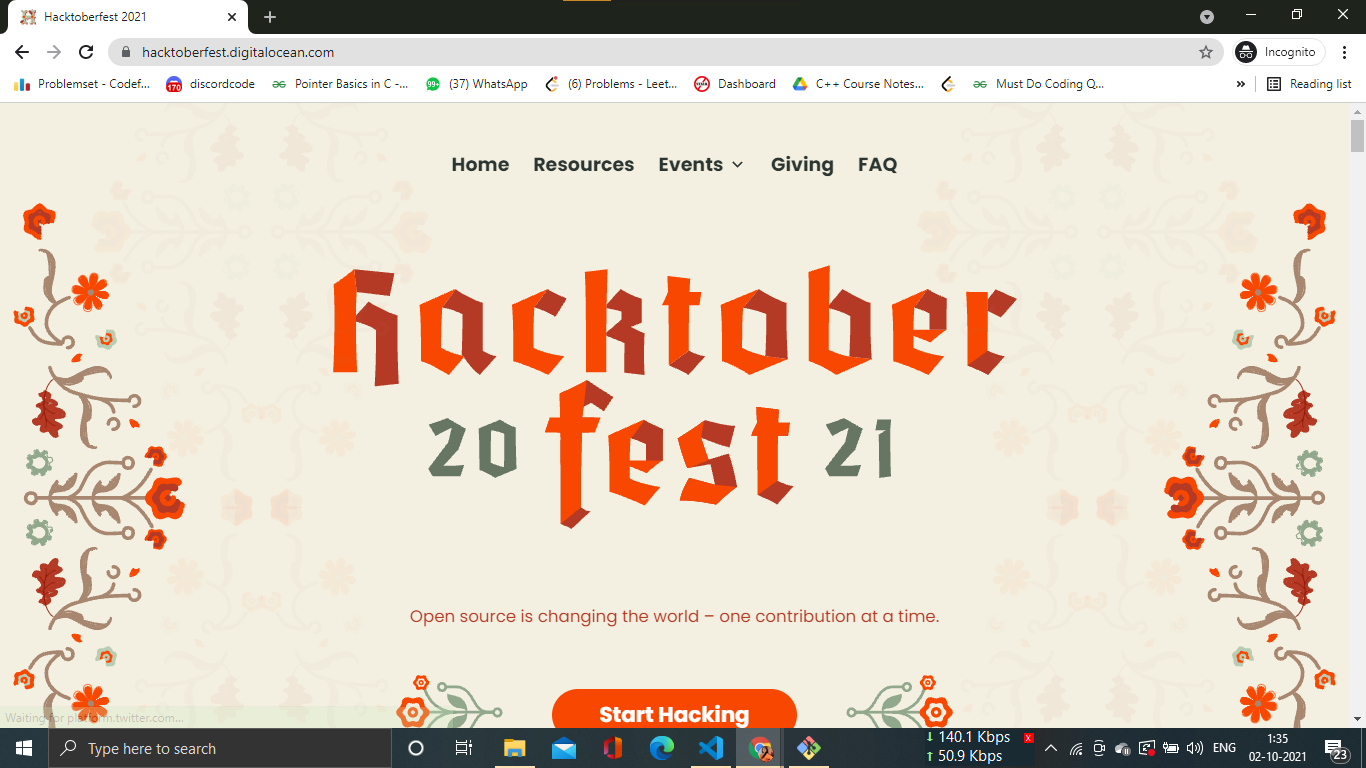 Hacktoberfest 2021
hacktoberfest.digitalocean.com
Incognito
Problemset - Codef...
170
discordcode
Pointer Basics in C -...
99+
(37) WhatsApp
(6) Problems - Leet...
Dashboard
C++ Course Notes...
Must Do Coding Q...
»
Reading list
Home
Resources
Events
Giving
FAQ
hacktober
20 fest 21
Open source is changing the world – one contribution at a time.
Start Hacking
Waiting for platform.twitter.com...
Type here to search
↓ 140.1 Kbps
↑ 50.9 Kbps
x
ENG
1:35
02-10-2021
23